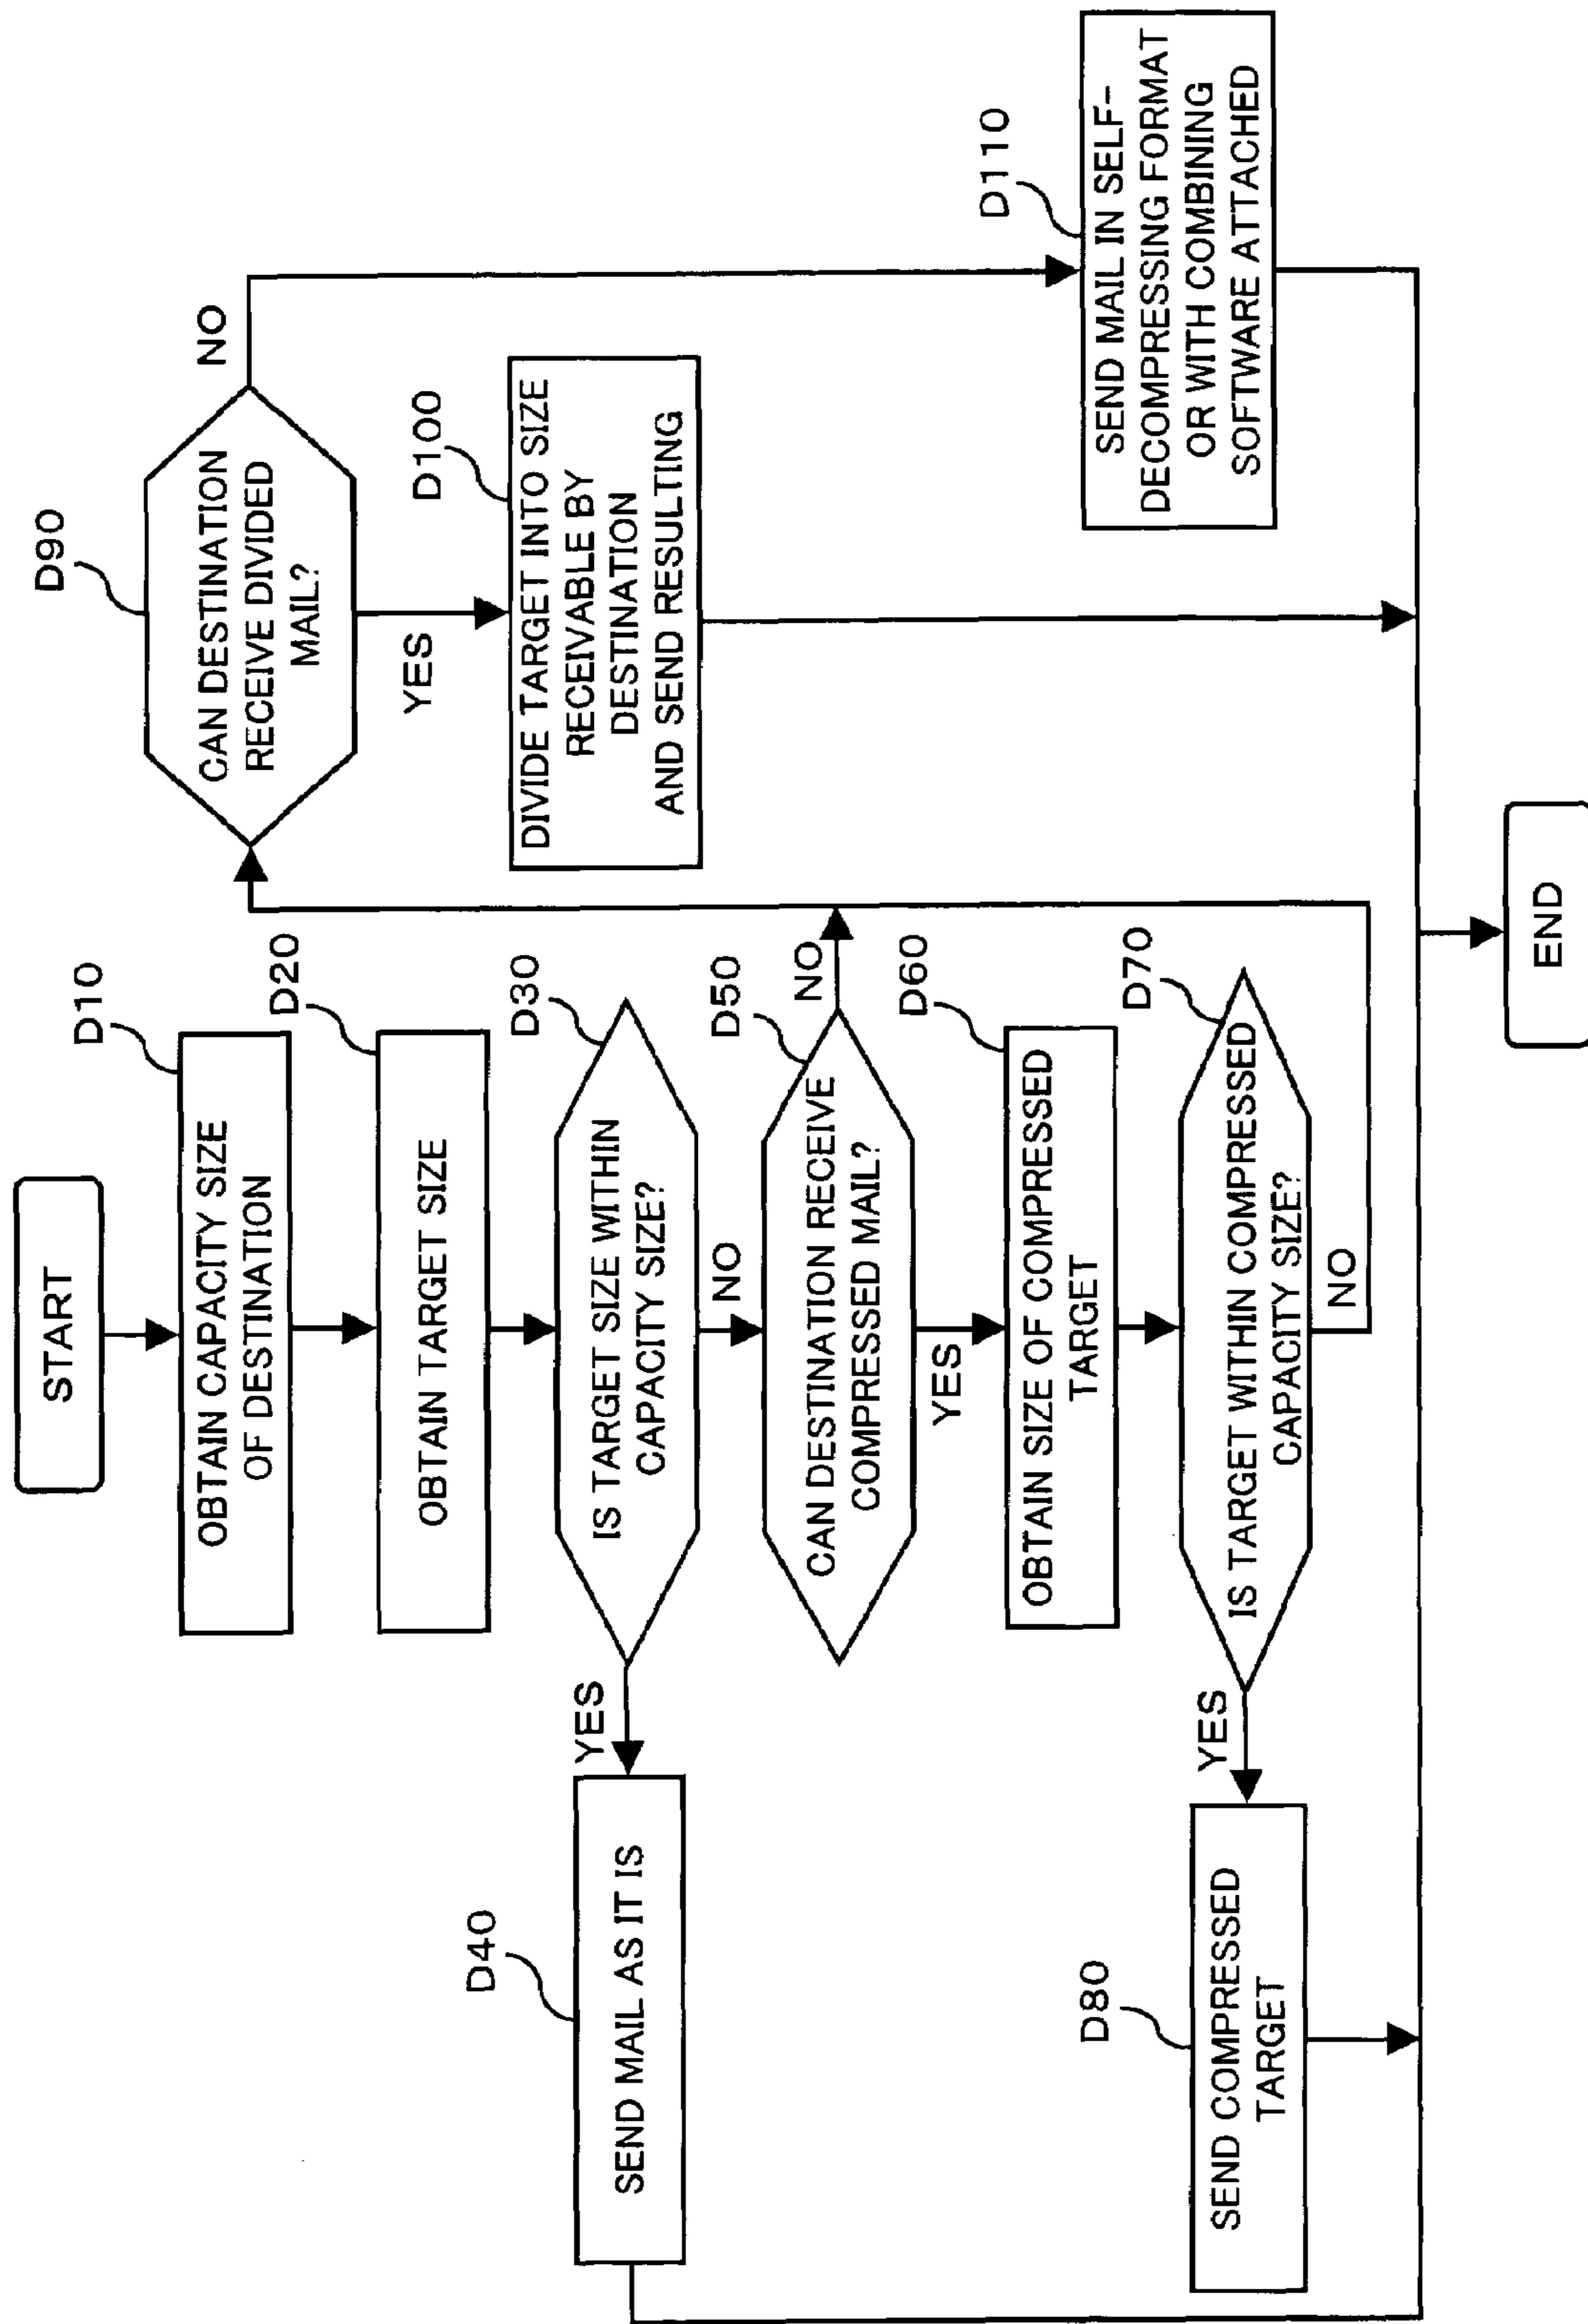 START
D10
OBTAIN CAPACITY SIZE
OF DESTINATION
D20
OBTAIN TARGET SIZE
D30
IS TARGET SIZE WITHIN
CAPACITY SIZE?
YES
NO
D40
SEND MAIL AS IT IS
D50
CAN DESTINATION RECEIVE
COMPRESSED MAIL?
NO
YES
D60
OBTAIN SIZE OF COMPRESSED
TARGET
D70
IS TARGET WITHIN COMPRESSED
CAPACITY SIZE?
YES
NO
D80
SEND COMPRESSED
TARGET
D90
CAN DESTINATION
RECEIVE DIVIDED
MAIL?
NO
YES
D100
DIVIDE TARGET INTO SIZE
RECEIVABLE BY
DESTINATION
AND SEND RESULTING
D110
SEND MAIL IN SELF-
DECOMPRESSING FORMAT
OR WITH COMBINING
SOFTWARE ATTACHED
END